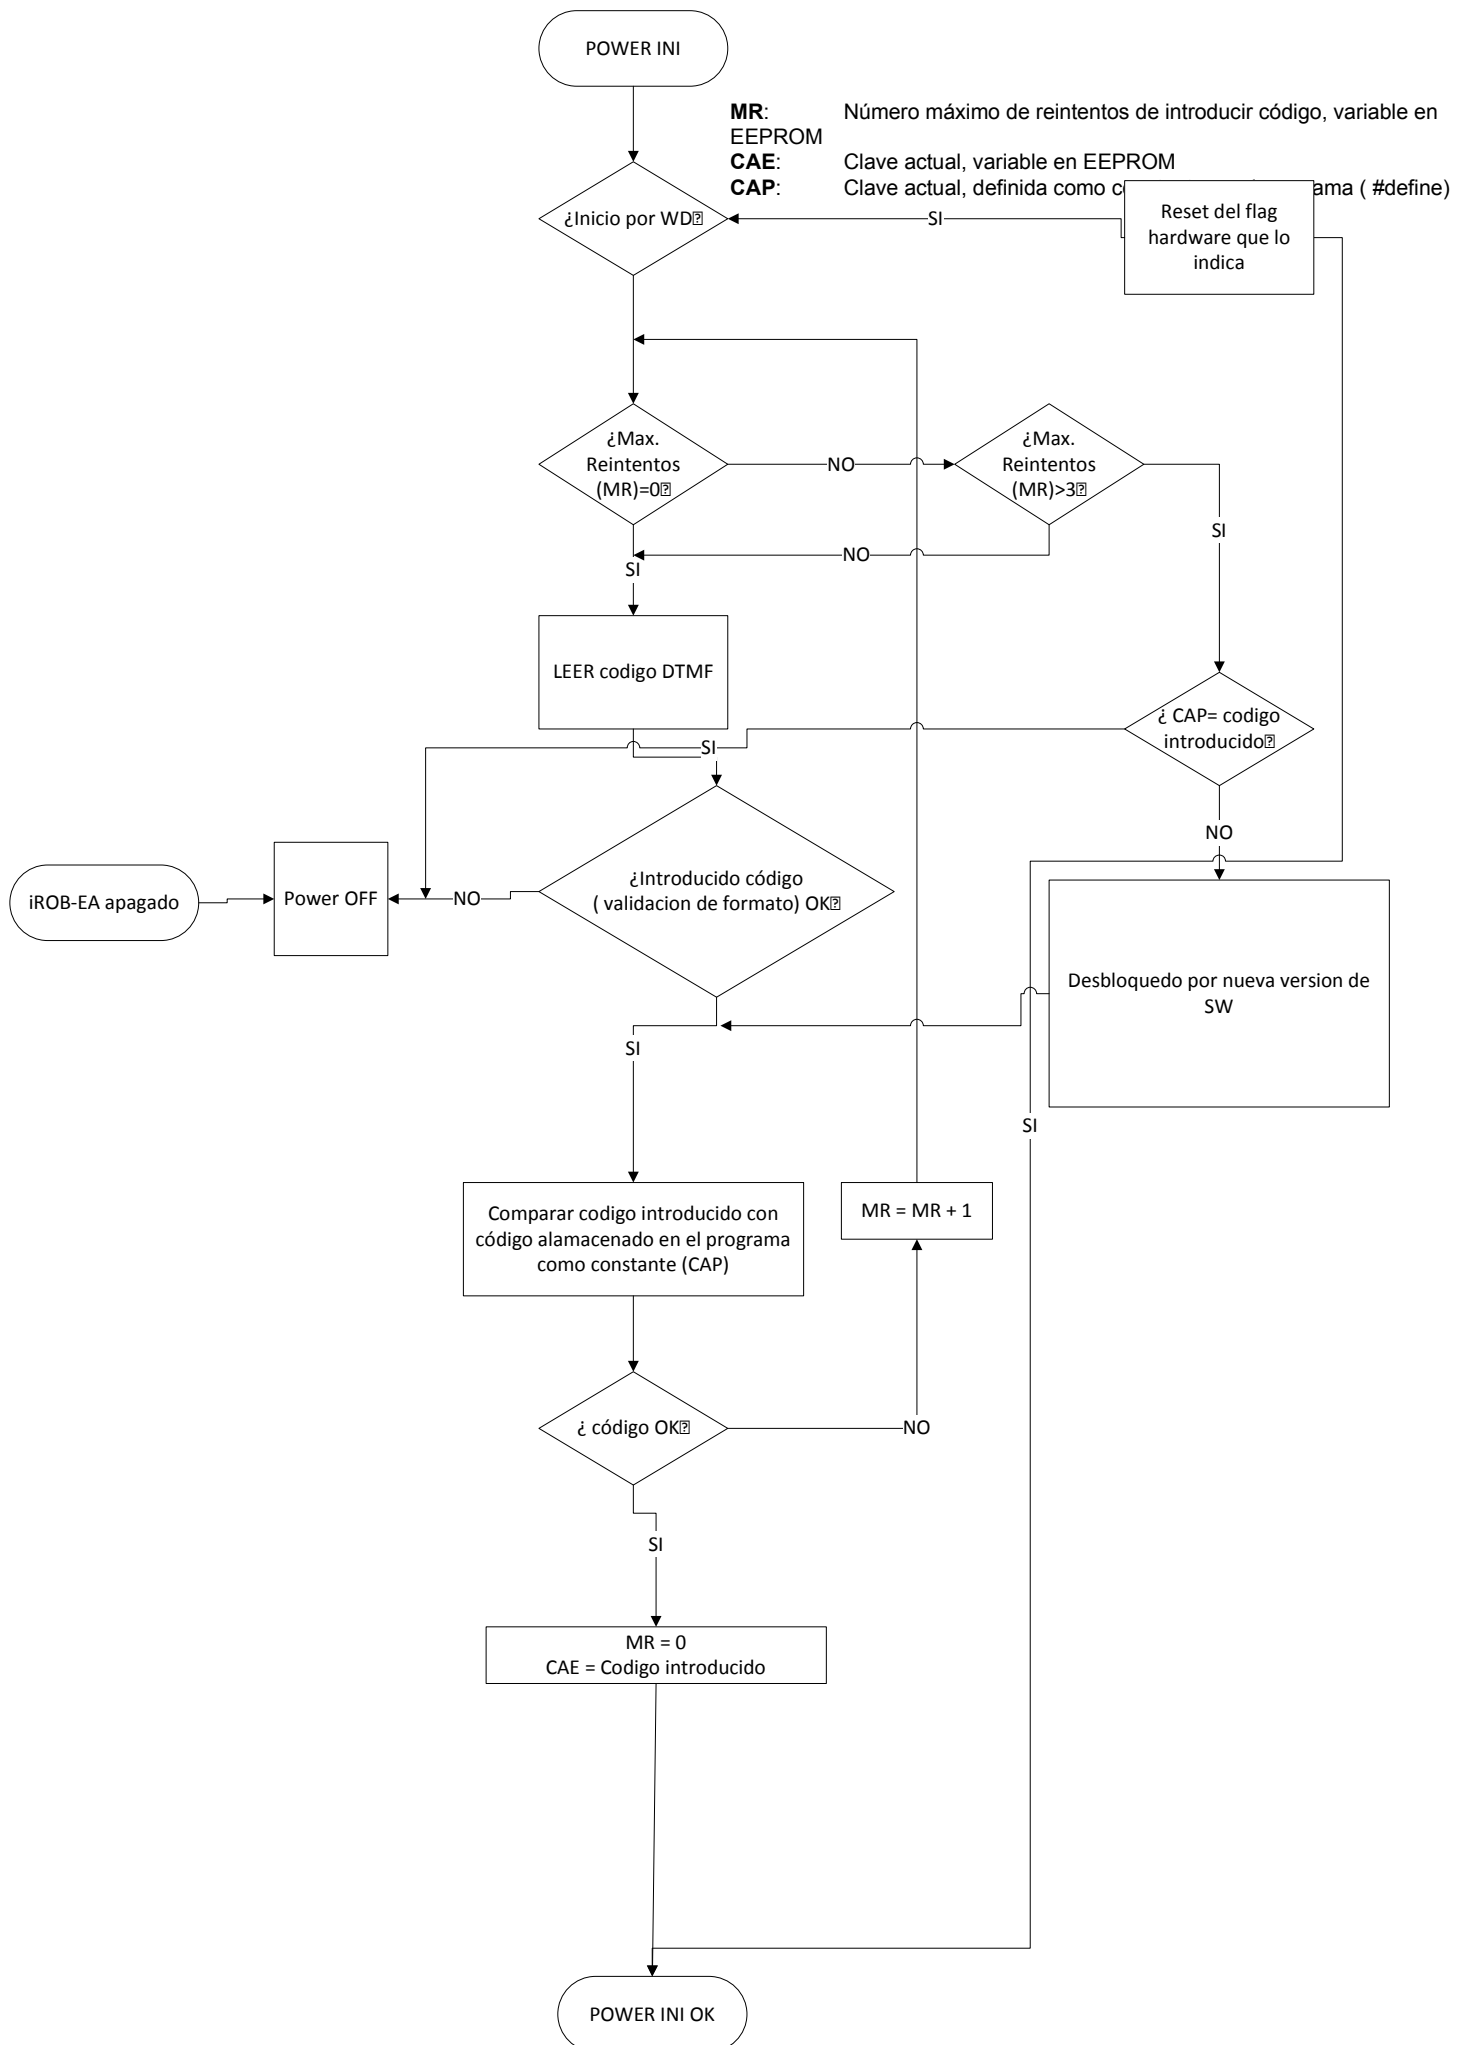 POWER INI
MR: Número máximo de reintentos de introducir código, variable en
EEPROM
CAE: Clave actual, variable en EEPROM
CAP: Clave actual, definida como ( #define)
Reset del flag
hardware que lo
indica
¿Inicio por WD
SI
¿Max.
Reintentos
(MR)=0
NO
¿Max.
Reintentos
(MR)>3
SI
NO
SI
LEER codigo DTMF
¿ CAP= codigo
introducido
SI
NO
¿Introducido código
( validacion de formato) OK
NO
Power OFF
iROB-EA apagado
Desbloquedo por nueva version de
SW
SI
SI
Comparar codigo introducido con
código alamacenado en el programa
como constante (CAP)
MR = MR + 1
¿ código OK
NO
SI
MR = 0
CAE = Codigo introducido
POWER INI OK